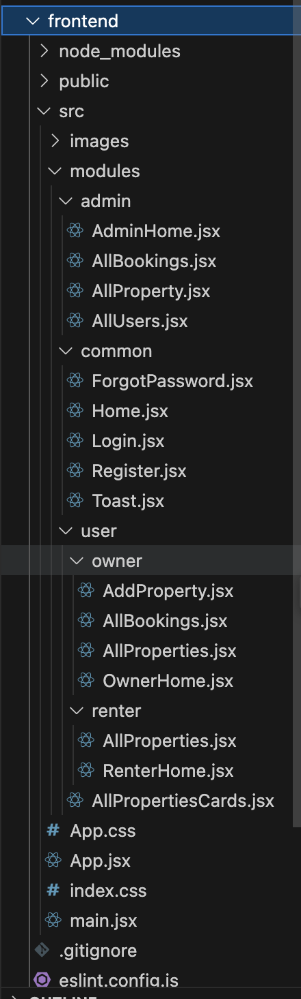 frontend
node_modules
public
src
images
modules
admin
AdminHome.jsx
AllBookings.jsx
AllProperty.jsx
AllUsers.jsx
common
ForgotPassword.jsx
Home.jsx
Login.jsx
Register.jsx
Toast.jsx
user
owner
AddProperty.jsx
AllBookings.jsx
AllProperties.jsx
OwnerHome.jsx
renter
AllProperties.jsx
RenterHome.jsx
AllPropertiesCards.jsx
# App.css
App.jsx
# index.css
main.jsx
.gitignore
eslint.config.js
OUTLINE